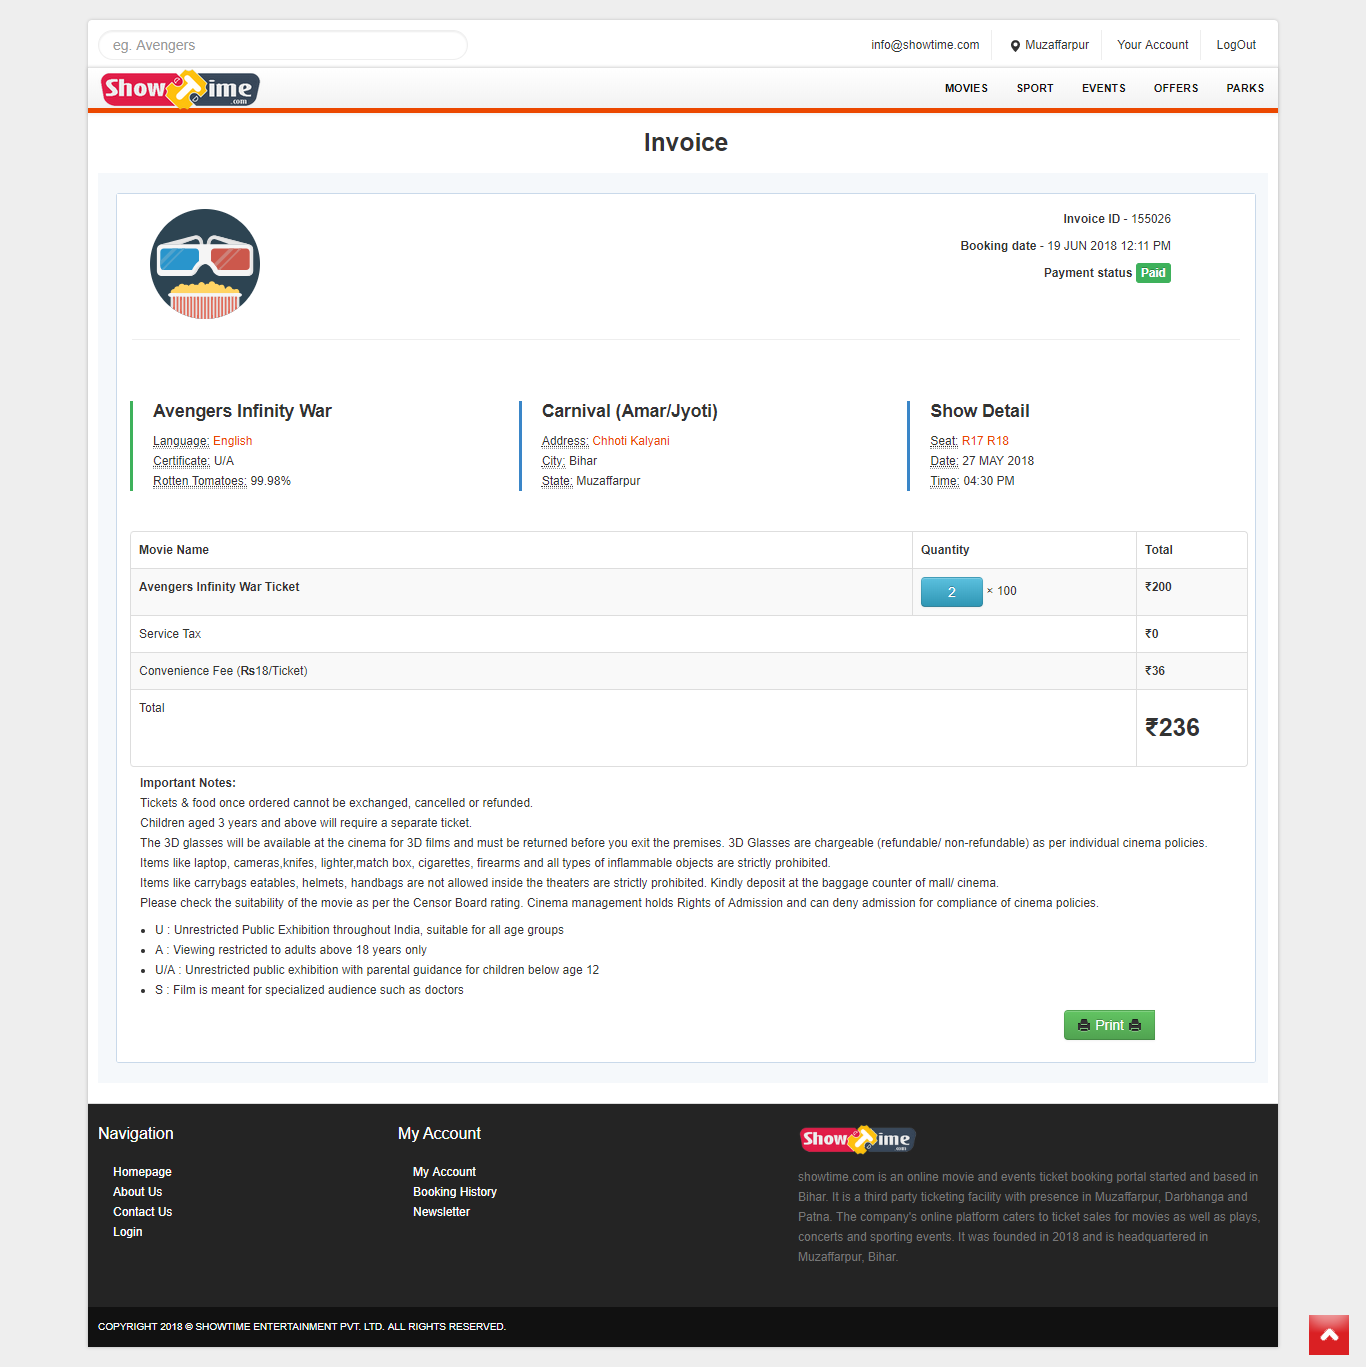 eg. Avengers
info@showtime.com Muzaffarpur Your Account LogOut
Show Time .com
MOVIES SPORT EVENTS OFFERS PARKS
Invoice
Invoice ID - 155026
Booking date - 19 JUN 2018 12:11 PM
Payment status Paid
Avengers Infinity War
Language: English
Certificate: U/A
Rotten Tomatoes: 99.98%
Carnival (Amar/Jyoti)
Address: Chhoti Kalyani
City: Bihar
State: Muzaffarpur
Show Detail
Seat: R17 R18
Date: 27 MAY 2018
Time: 04:30 PM
Movie Name Quantity Total
Avengers Infinity War Ticket 2 × 100 ₹200
Service Tax ₹0
Convenience Fee (Rs18/Ticket) ₹36
Total ₹236
Important Notes:
Tickets & food once ordered cannot be exchanged, cancelled or refunded.
Children aged 3 years and above will require a separate ticket.
The 3D glasses will be available at the cinema for 3D films and must be returned before you exit the premises. 3D Glasses are chargeable (refundable/ non-refundable) as per individual cinema policies.
Items like laptop, cameras,knifes, lighter,match box, cigarettes, firearms and all types of inflammable objects are strictly prohibited.
Items like carrybags eatables, helmets, handbags are not allowed inside the theaters are strictly prohibited. Kindly deposit at the baggage counter of mall/ cinema.
Please check the suitability of the movie as per the Censor Board rating. Cinema management holds Rights of Admission and can deny admission for compliance of cinema policies.
• U : Unrestricted Public Exhibition throughout India, suitable for all age groups
• A : Viewing restricted to adults above 18 years only
• U/A : Unrestricted public exhibition with parental guidance for children below age 12
• S : Film is meant for specialized audience such as doctors
Print
Navigation
Homepage
About Us
Contact Us
Login
My Account
My Account
Booking History
Newsletter
Show Time .com
showtime.com is an online movie and events ticket booking portal started and based in
Bihar. It is a third party ticketing facility with presence in Muzaffarpur, Darbhanga and
Patna. The company's online platform caters to ticket sales for movies as well as plays,
concerts and sporting events. It was founded in 2018 and is headquartered in
Muzaffarpur, Bihar.
COPYRIGHT 2018 © SHOWTIME ENTERTAINMENT PVT. LTD. ALL RIGHTS RESERVED.